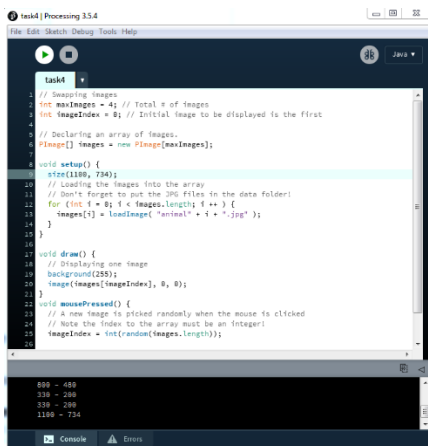 task4 | Processing 3.5.4
File Edit Sketch Debug Tools Help
Java ▼
task4 ▼
1 // Swapping images
2 int maxImages = 4; // Total # of images
3 int imageIndex = 0; // Initial image to be displayed is the first
4
5 // Declaring an array of images.
6 PImage[] images = new PImage[maxImages];
7
8 void setup() {
9 size(1100, 734);
10 // Loading the images into the array
11 // Don't forget to put the JPG files in the data folder!
12 for (int i = 0; i < images.length; i ++ ) {
13 images[i] = loadImage( "animal" + i + ".jpg" );
14 }
15 }
16
17 void draw() {
18 // Displaying one image
19 background(255);
20 image(images[imageIndex], 0, 0);
21 }
22 void mousePressed() {
23 // A new image is picked randomly when the mouse is clicked
24 // Note the index to the array must be an integer!
25 imageIndex = int(random(images.length));
26
800 - 480
330 - 200
330 - 200
1100 - 734
Console Errors